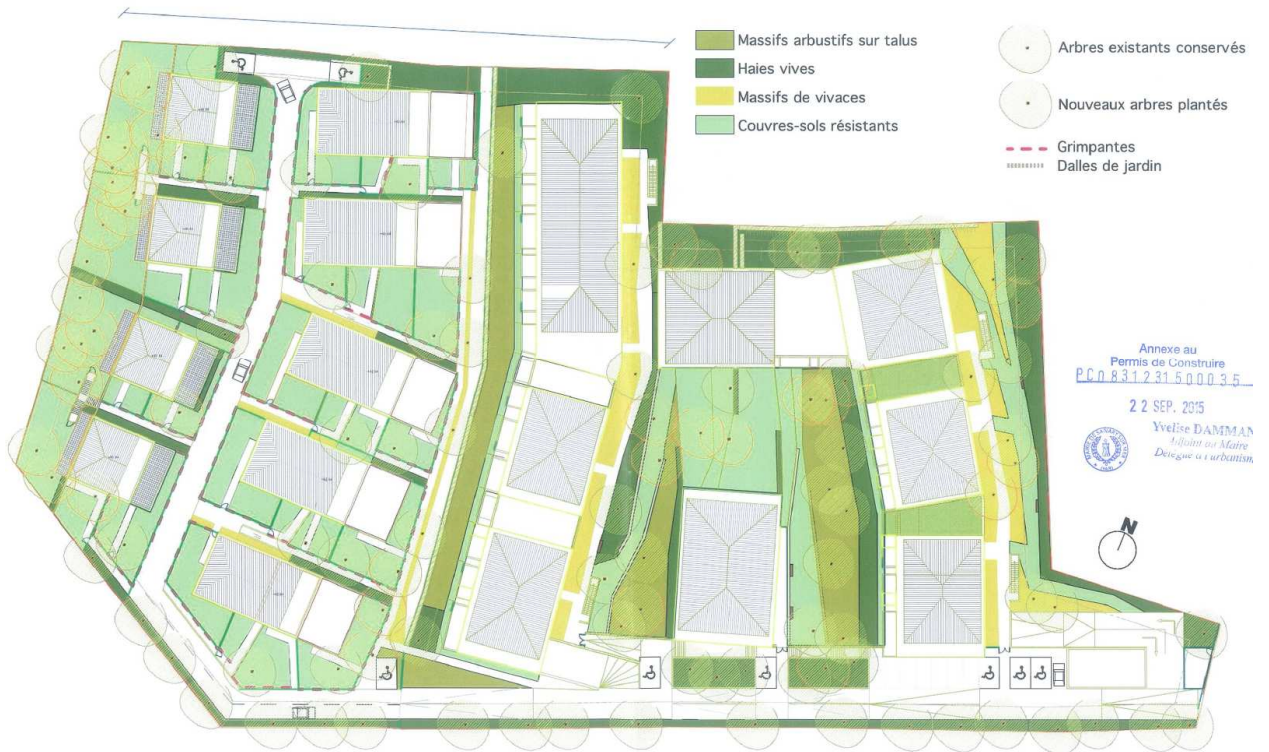 Massifs arbustifs sur talus
Haies vives
Massifs de vivaces
Couvres-sols résistants
Arbres existants conservés
Nouveaux arbres plantés
Grimpantes
Dalles de jardin
Annexe au
Permis de Construire
PC0831231500035
22 SEP. 2015
Yvelise DAMMAN
Adjoint au Maire
Délégué à l'urbanism
N